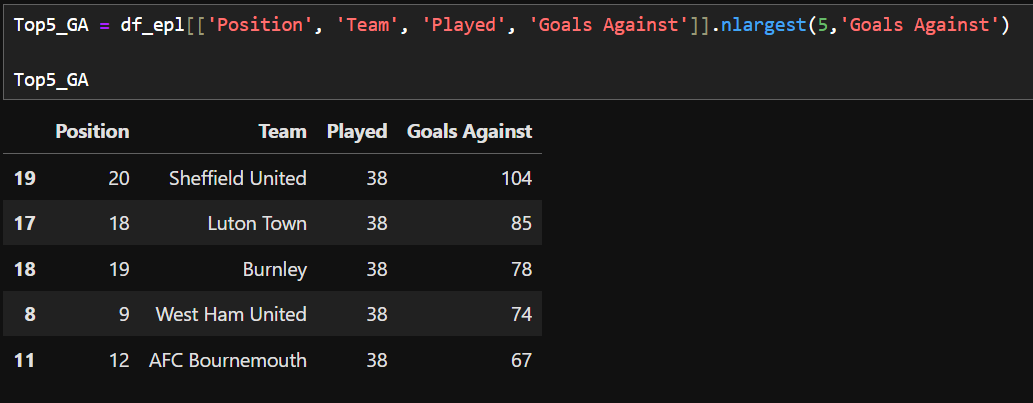 Top5_GA = df_epl[['Position', 'Team', 'Played', 'Goals Against']].nlargest(5,'Goals Against')
Top5_GA
Position Team Played Goals Against
19 20 Sheffield United 38 104
17 18 Luton Town 38 85
18 19 Burnley 38 78
8 9 West Ham United 38 74
11 12 AFC Bournemouth 38 67